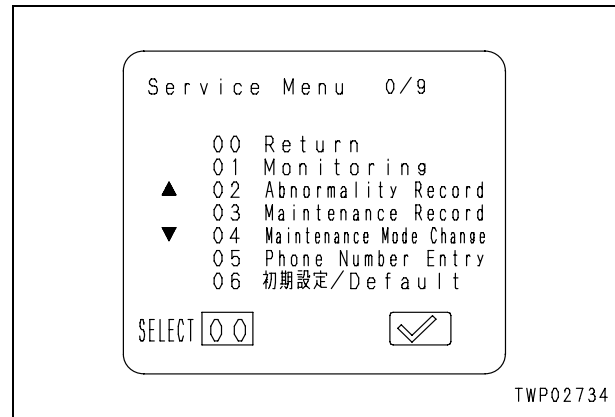 Service Menu 0/9
00 Return
01 Monitoring
▲ 02 Abnormality Record
03 Maintenance Record
▼ 04 Maintenance Mode Change
05 Phone Number Entry
06 初期設定/Default
SELECT 00
TWP02734